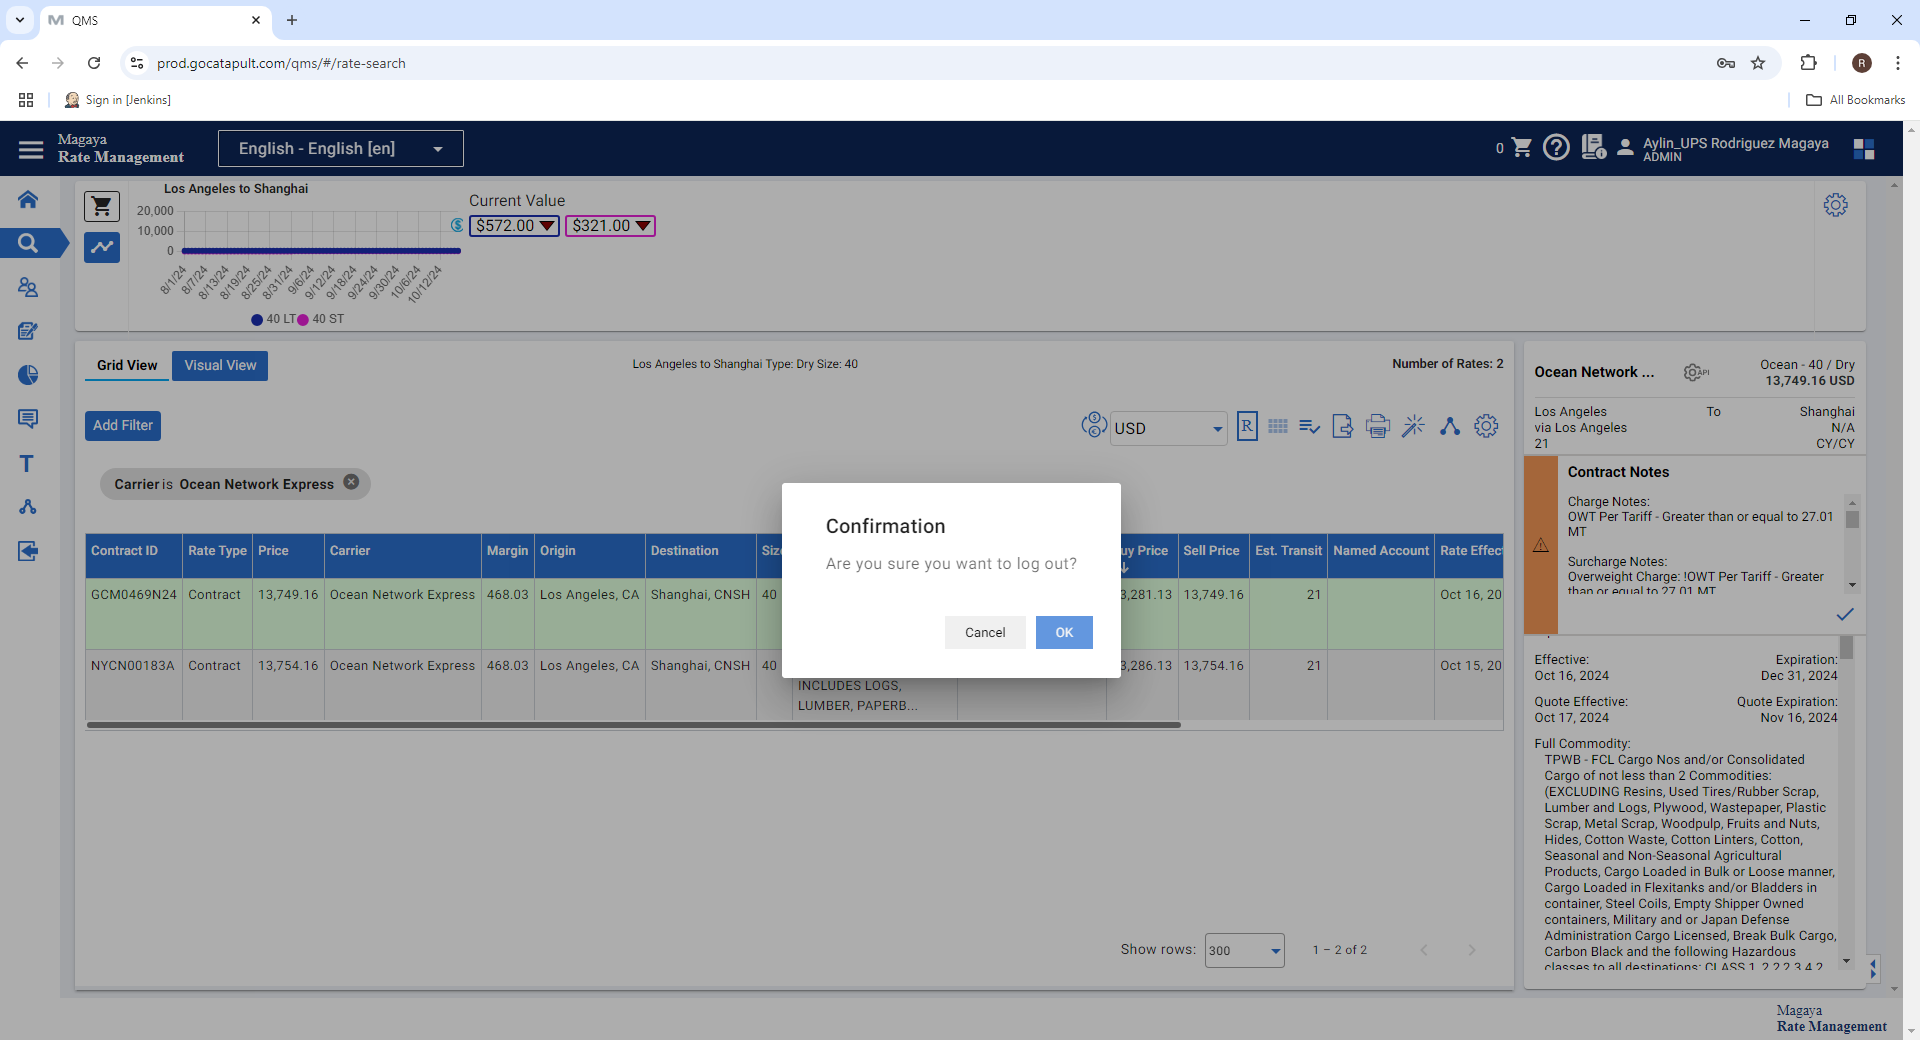 QMS
prod.gocatapult.com/qms/#/rate-search
R
Sign in [Jenkins]
All Bookmarks
Magaya
Rate Management
English - English [en]
0
Aylin_UPS Rodriguez Magaya
ADMIN
Los Angeles to Shanghai
20,000
10,000
0
8/1/24
8/7/24
8/13/24
8/19/24
8/25/24
8/31/24
9/6/24
9/12/24
9/18/24
9/24/24
9/30/24
10/6/24
10/12/24
40 LT
40 ST
Current Value
$572.00
$321.00
Grid View
Visual View
Los Angeles to Shanghai Type: Dry Size: 40
Number of Rates: 2
Add Filter
USD
R
Carrier is Ocean Network Express
Contract ID
Rate Type
Price
Carrier
Margin
Origin
Destination
Sell Price
Est. Transit
Named Account
GCM0469N24
Contract
13,749.16
Ocean Network Express
468.03
Los Angeles, CA
Shanghai, CNSH
40
3,281.13
13,749.16
21
Oct 16, 20
NYCN00183A
Contract
13,754.16
Ocean Network Express
468.03
Los Angeles, CA
Shanghai, CNSH
40
INCLUDES LOGS,
LUMBER, PAPERB...
3,286.13
13,754.16
21
Oct 15, 20
Confirmation
Are you sure you want to log out?
Cancel
OK
Show rows:
300
1 – 2 of 2
Ocean Network ...
API
Ocean - 40 / Dry
13,749.16 USD
Los Angeles
To
Shanghai
via Los Angeles
N/A
21
CY/CY
Contract Notes
Charge Notes:
OWT Per Tariff - Greater than or equal to 27.01
MT
Surcharge Notes:
Overweight Charge: !OWT Per Tariff - Greater
than or equal to 27.01 MT
Effective:
Expiration:
Oct 16, 2024
Dec 31, 2024
Quote Effective:
Quote Expiration:
Oct 17, 2024
Nov 16, 2024
Full Commodity:
TPWB - FCL Cargo Nos and/or Consolidated
Cargo of not less than 2 Commodities:
(EXCLUDING Resins, Used Tires/Rubber Scrap,
Lumber and Logs, Plywood, Wastepaper, Plastic
Scrap, Metal Scrap, Woodpulp, Fruits and Nuts,
Hides, Cotton Waste, Cotton Linters, Cotton,
Seasonal and Non-Seasonal Agricultural
Products, Cargo Loaded in Bulk or Loose manner,
Cargo Loaded in Flexitanks and/or Bladders in
container, Steel Coils, Empty Shipper Owned
containers, Military and or Japan Defense
Administration Cargo Licensed, Break Bulk Cargo,
Carbon Black and the following Hazardous
classes to all destinations: CLASS 1
Magaya
Rate Management